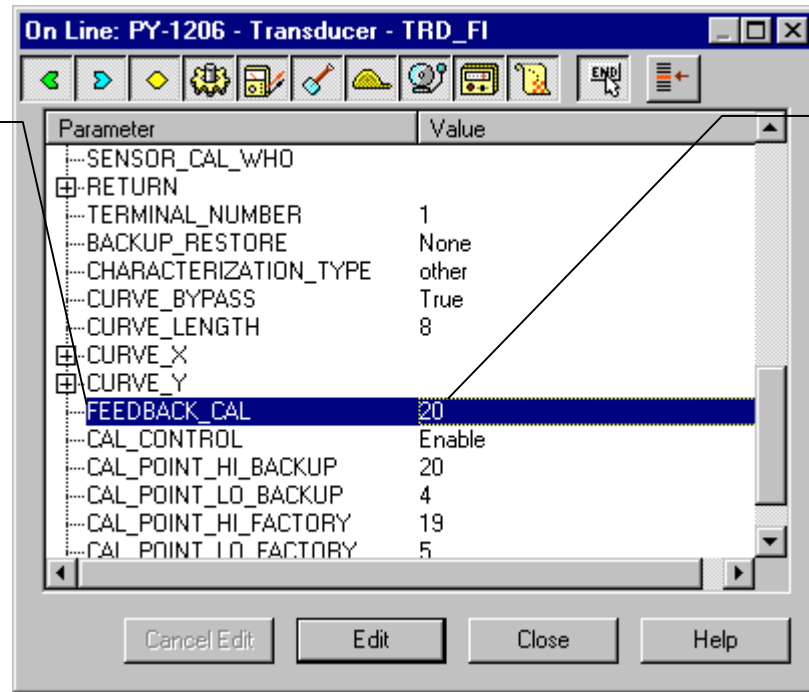 On Line: PY-1206 - Transducer - TRD_FI
END
Parameter Value
SENSOR_CAL_WHO
RETURN
TERMINAL_NUMBER 1
BACKUP_RESTORE None
CHARACTERIZATION_TYPE other
CURVE_BYPASS True
CURVE_LENGTH 8
CURVE_X
CURVE_Y
FEEDBACK_CAL 20
CAL_CONTROL Enable
CAL_POINT_HI_BACKUP 20
CAL_POINT_LO_BACKUP 4
CAL_POINT_HI_FACTORY 19
CAL_POINT_LO_FACTORY 5
Cancel Edit Edit Close Help